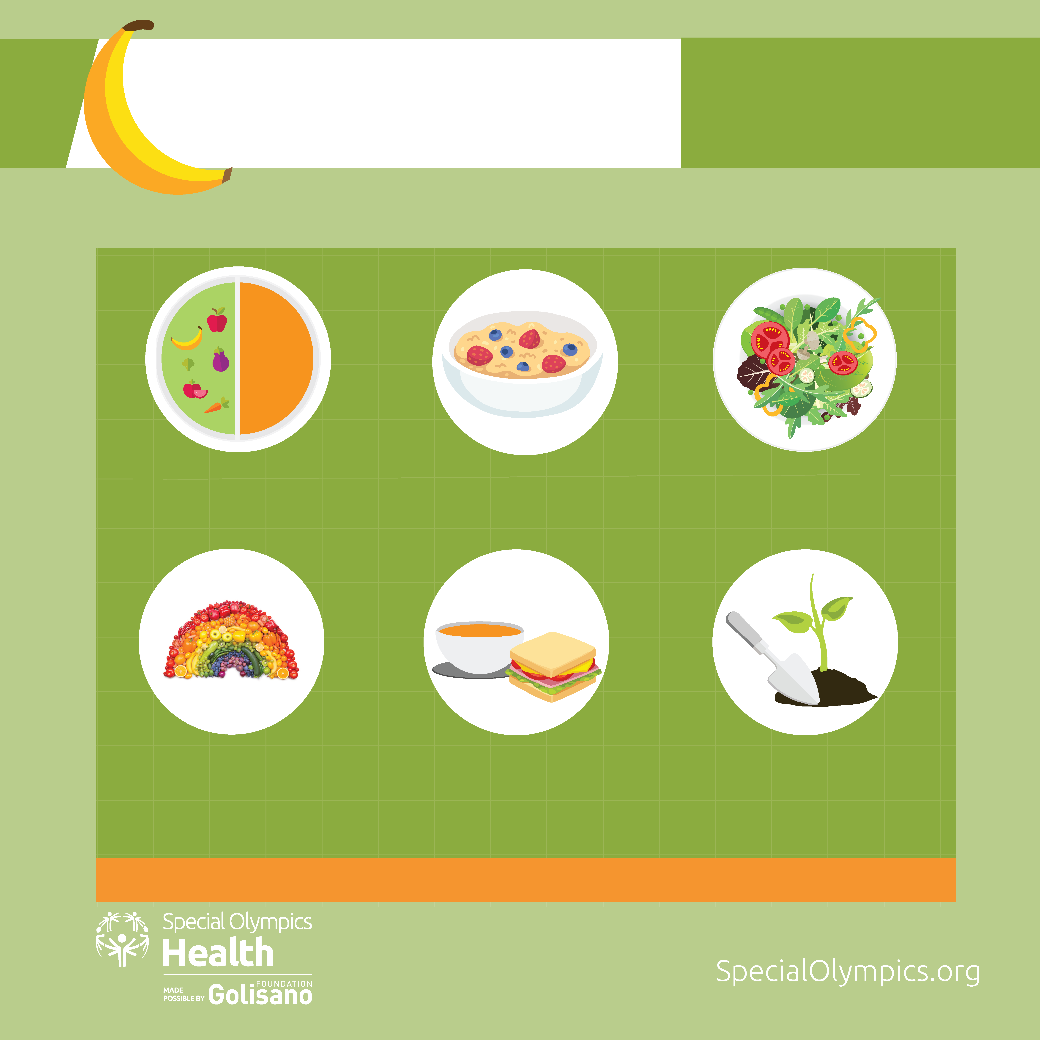 Special Olympics
Health
MADE
POSSIBLE BY
FOUNDATION
Golisano
SpecialOlympics.org